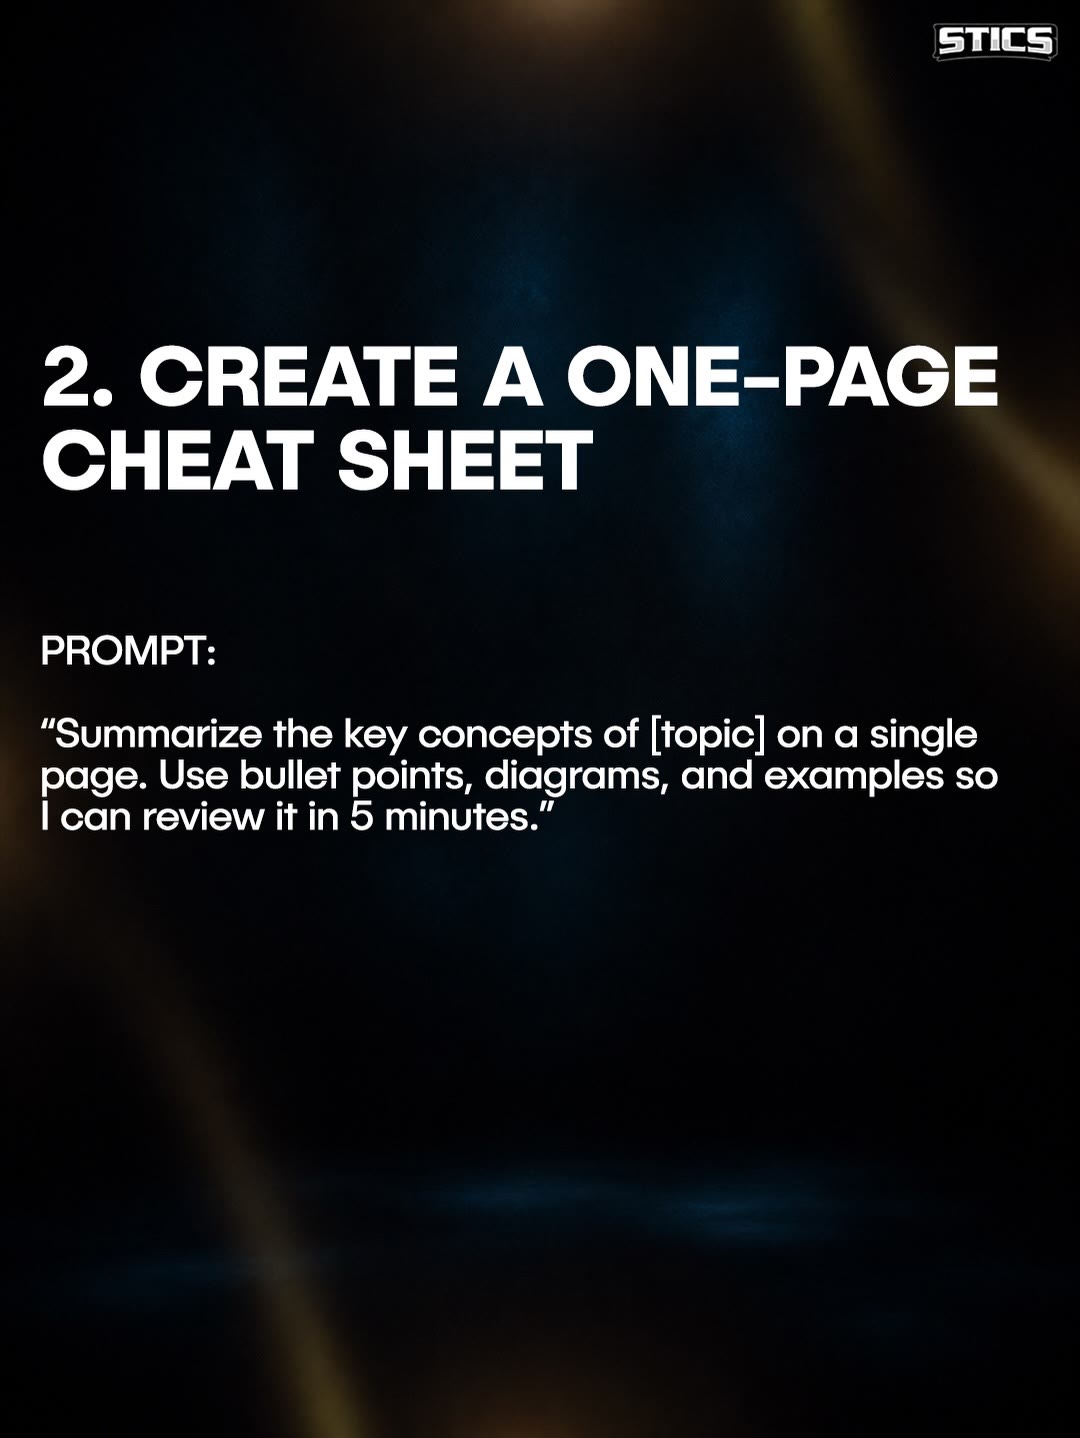 STICS
2. CREATE A ONE-PAGE
CHEAT SHEET
PROMPT:
“Summarize the key concepts of [topic] on a single
page. Use bullet points, diagrams, and examples so
I can review it in 5 minutes.”